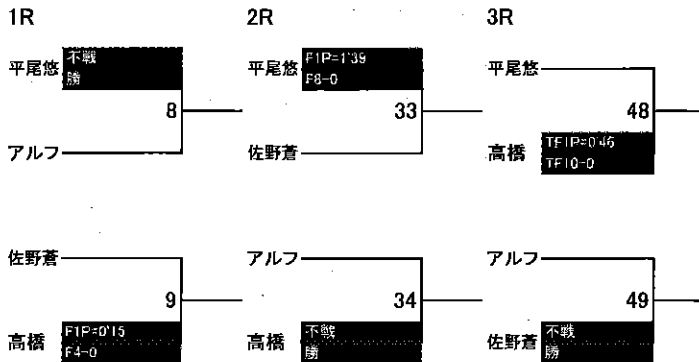 1R
2R
3R
平尾悠
不戦
勝
8
アルフ
平尾悠
F1P=1'39
F8-0
33
佐野蒼
平尾悠
48
高橋
TF1P=0'46
TF10-0
佐野蒼
9
高橋
F1P=0'15
F4-0
アルフ
34
高橋
不戦
勝
アルフ
49
佐野蒼
不戦
勝